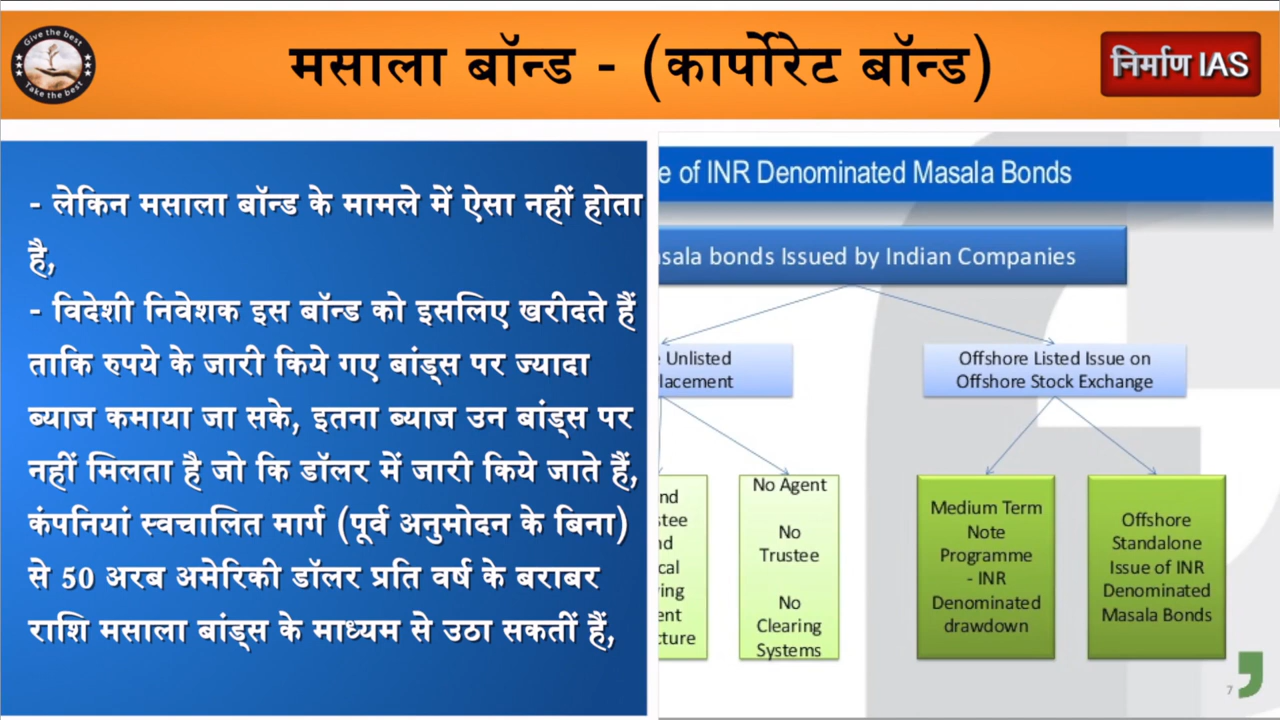 Give the best
Take the best
मसाला बॉन्ड - (कार्पोरेट बॉन्ड)
निर्माण IAS
- लेकिन मसाला बॉन्ड के मामले में ऐसा नहीं होता
है,
- विदेशी निवेशक इस बॉन्ड को इसलिए खरीदते हैं
ताकि रुपये के जारी किये गए बांड्स पर ज्यादा
ब्याज कमाया जा सके, इतना ब्याज उन बांड्स पर
नहीं मिलता है जो कि डॉलर में जारी किये जाते हैं,
कंपनियां स्वचालित मार्ग (पूर्व अनुमोदन के बिना)
से 50 अरब अमेरिकी डॉलर प्रति वर्ष के बराबर
राशि मसाला बांड्स के माध्यम से उठा सकतीं हैं,
of INR Denominated Masala Bonds
bonds Issued by Indian Companies
Unlisted
Offshore Listed Issue on
Offshore Stock Exchange
No Agent
No
Trustee
No
Clearing
Systems
Medium Term
Note
Programme
- INR
Denominated
drawdown
Offshore
Standalone
Issue of INR
Denominated
Masala Bonds
7